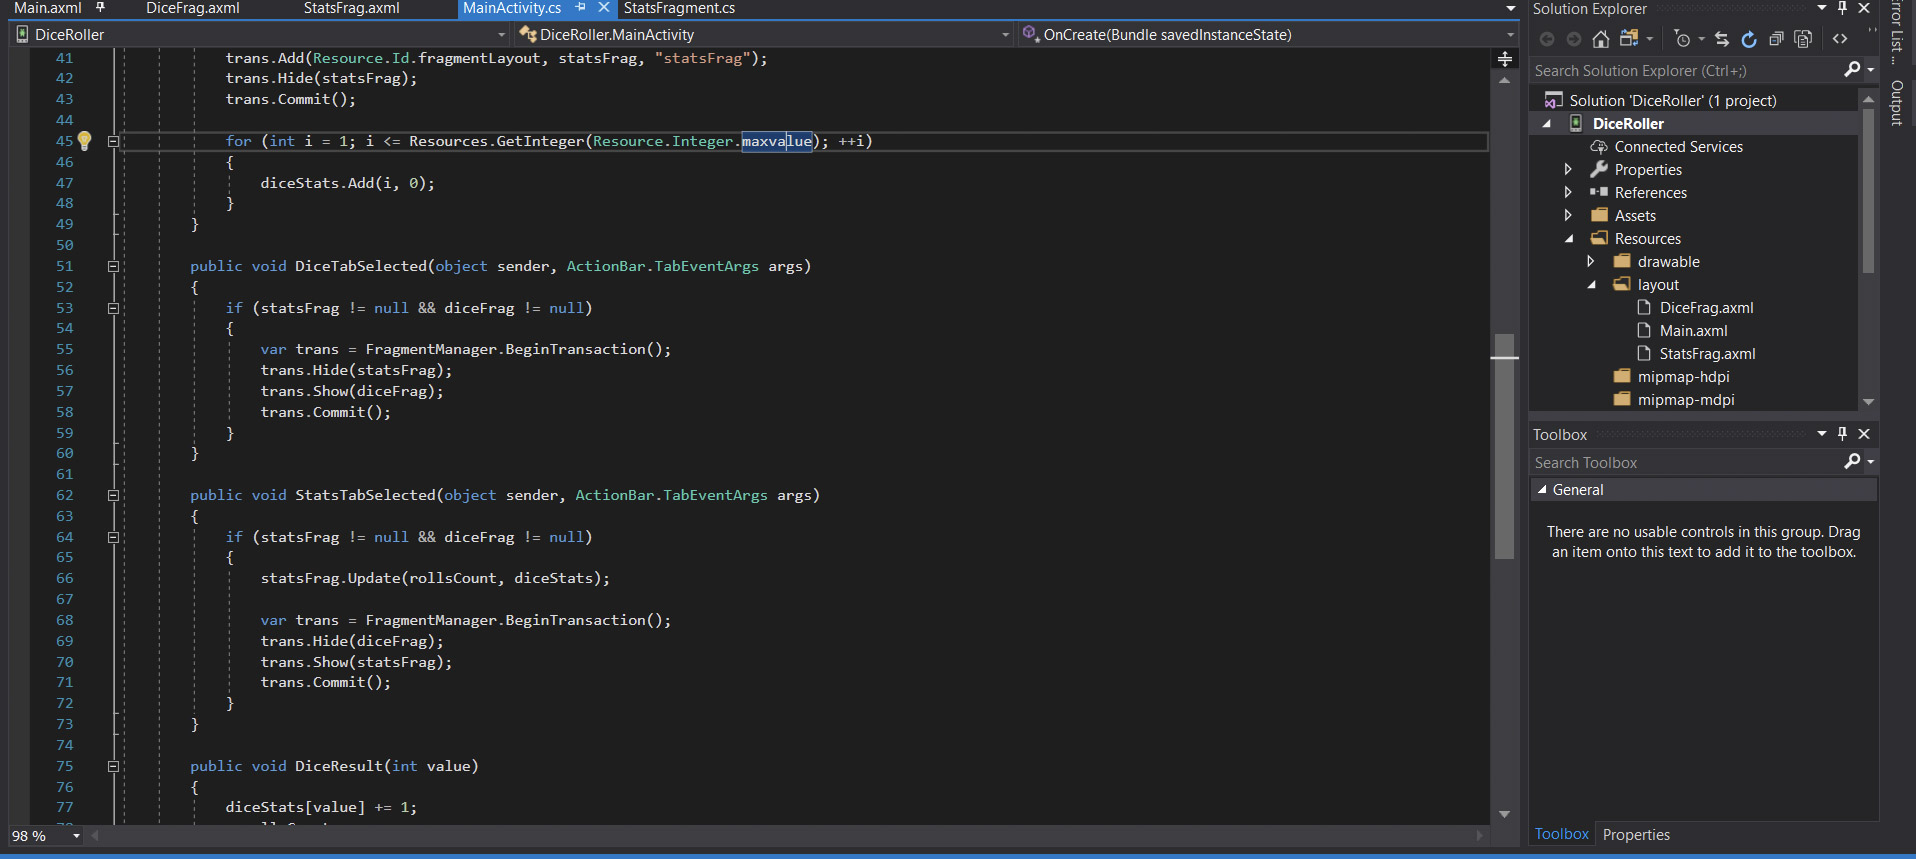 Main.axml DiceFrag.axml StatsFrag.axml MainActivity.cs StatsFragment.cs
DiceRoller DiceRoller.MainActivity OnCreate(Bundle savedInstanceState)
41 trans.Add(Resource.Id.fragmentLayout, statsFrag, "statsFrag");
42 trans.Hide(statsFrag);
43 trans.Commit();
44
45 for (int i = 1; i <= Resources.GetInteger(Resource.Integer.maxvalue); ++i)
46 {
47 diceStats.Add(i, 0);
48 }
49 }
50
51 public void DiceTabSelected(object sender, ActionBar.TabEventArgs args)
52 {
53 if (statsFrag != null && diceFrag != null)
54 {
55 var trans = FragmentManager.BeginTransaction();
56 trans.Hide(statsFrag);
57 trans.Show(diceFrag);
58 trans.Commit();
59 }
60 }
61
62 public void StatsTabSelected(object sender, ActionBar.TabEventArgs args)
63 {
64 if (statsFrag != null && diceFrag != null)
65 {
66 statsFrag.Update(rollsCount, diceStats);
67
68 var trans = FragmentManager.BeginTransaction();
69 trans.Hide(diceFrag);
70 trans.Show(statsFrag);
71 trans.Commit();
72 }
73 }
74
75 public void DiceResult(int value)
76 {
77 diceStats[value] += 1;
98 %
Solution Explorer
Search Solution Explorer (Ctrl+;)
Solution 'DiceRoller' (1 project)
DiceRoller
Connected Services
Properties
References
Assets
Resources
drawable
layout
DiceFrag.axml
Main.axml
StatsFrag.axml
mipmap-hdpi
mipmap-mdpi
Toolbox
Search Toolbox
General
There are no usable controls in this group. Drag
an item onto this text to add it to the toolbox.
Toolbox Properties
Error List ...
Output